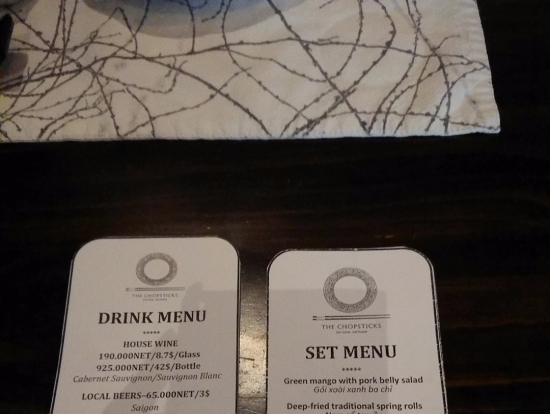 THE CHOPSTICKS
DRINK MENU
*****
HOUSE WINE
190.000NET/8.7$/Glass
925.000NET/42$/Bottle
Cabernet Sauvignon/Sauvignon Blanc
LOCAL BEERS–65.000NET/3$
Saigon
THE CHOPSTICKS
SET MENU
*****
Green mango with pork belly salad
Gỏi xoài xanh ba chỉ
Deep-fried traditional spring rolls